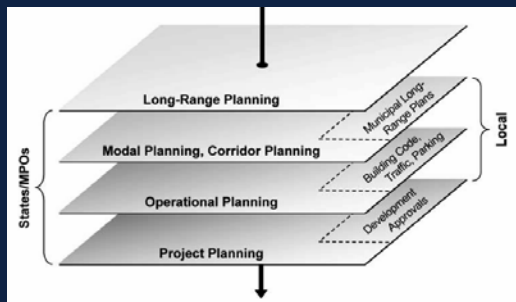 Long-Range Planning
Municipal Long-
Range Plans
Modal Planning, Corridor Planning
Building Code,
Traffic, Parking
Operational Planning
Development
Approvals
Project Planning
States/MPOs
Local